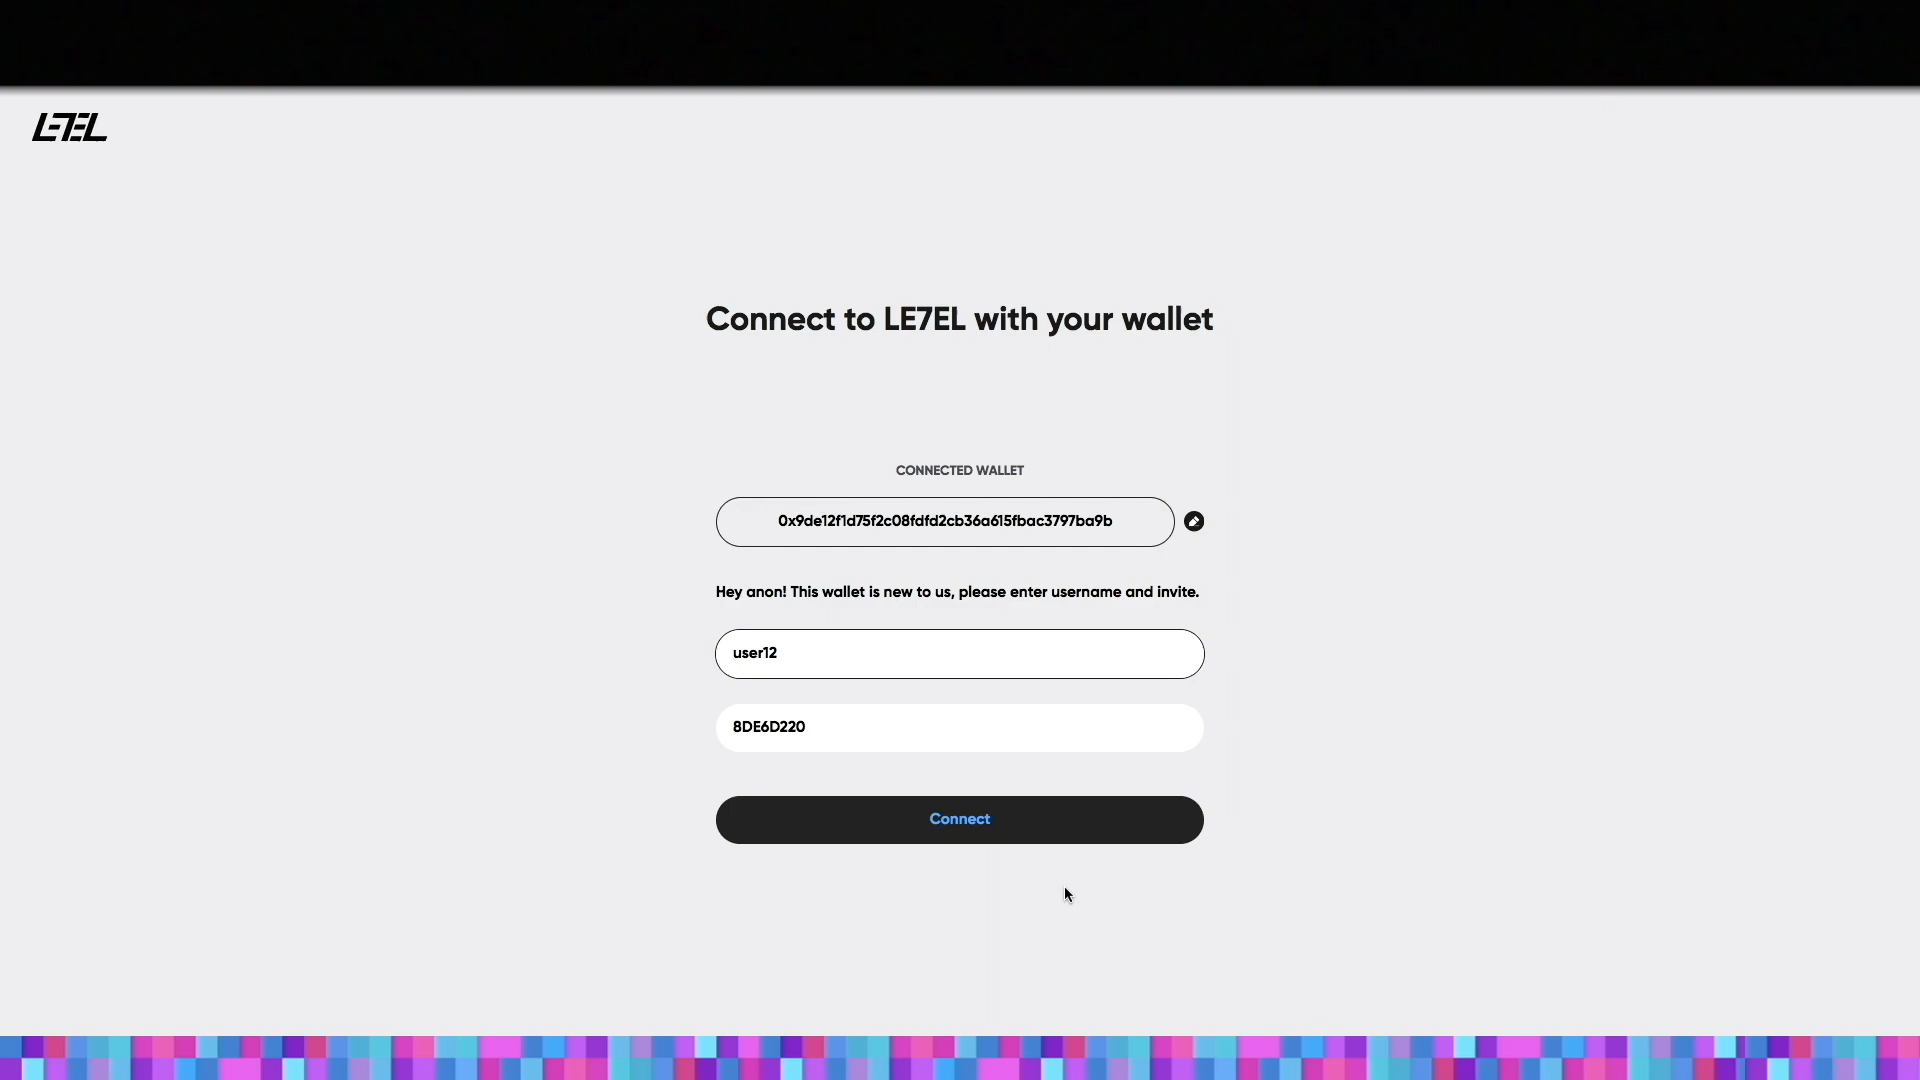 LE7EL
Connect to LE7EL with your wallet
CONNECTED WALLET
0x9de12f1d75f2c08fdfd2cb36a615fbac3797ba9b
Hey anon! This wallet is new to us, please enter username and invite.
user12
8DE6D220
Connect